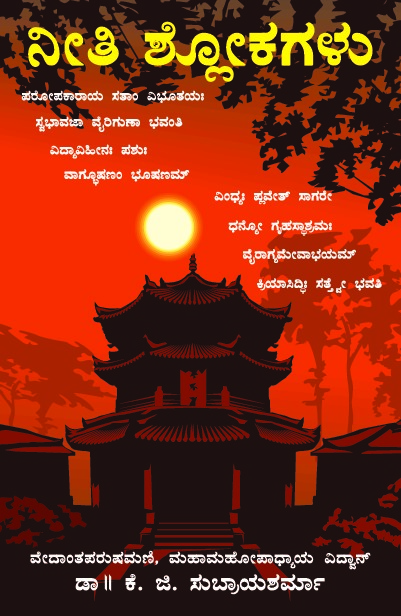 ನೀತಿ ಶ್ಲೋಕಗಳು
ಪರೋಪಕಾರಾಯ ಸತಾಂ ವಿಭೂತಯಃ
ಸ್ವಭಾವಜಾ ವೈರಿಗುಣಾ ಭವಂತಿ
ವಿದ್ಯಾವಿಹೀನಃ ಪಶುಃ
ವಾಗ್ಭೂಷಣಂ ಭೂಷಣಮ್
ವಿಂಧ್ಯಃ ಪ್ಲವೇತ್ ಸಾಗರೇ
ಧನ್ಯೋ ಗೃಹಸ್ಥಾಶ್ರಮಃ
ವೈರಾಗ್ಯಮೇವಾಭಯಮ್
ಕ್ರಿಯಾಸಿದ್ಧಿಃ ಸತ್ತ್ವೇ ಭವತಿ
ವೇದಾಂತಪರುಷಮಣಿ, ಮಹಾಮಹೋಪಾಧ್ಯಾಯ ವಿದ್ವಾನ್
ಡಾ॥ ಕೆ. ಜಿ. ಸುಬ್ರಾಯಶರ್ಮಾ